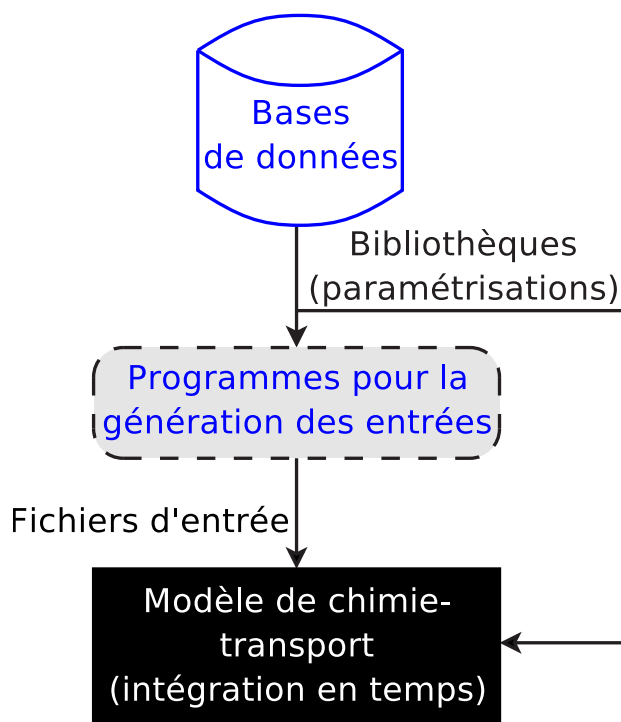 Bases
de données
Bibliothèques
(paramétrisations)
Programmes pour la
génération des entrées
Fichiers d'entrée
Modèle de chimie-
transport
(intégration en temps)